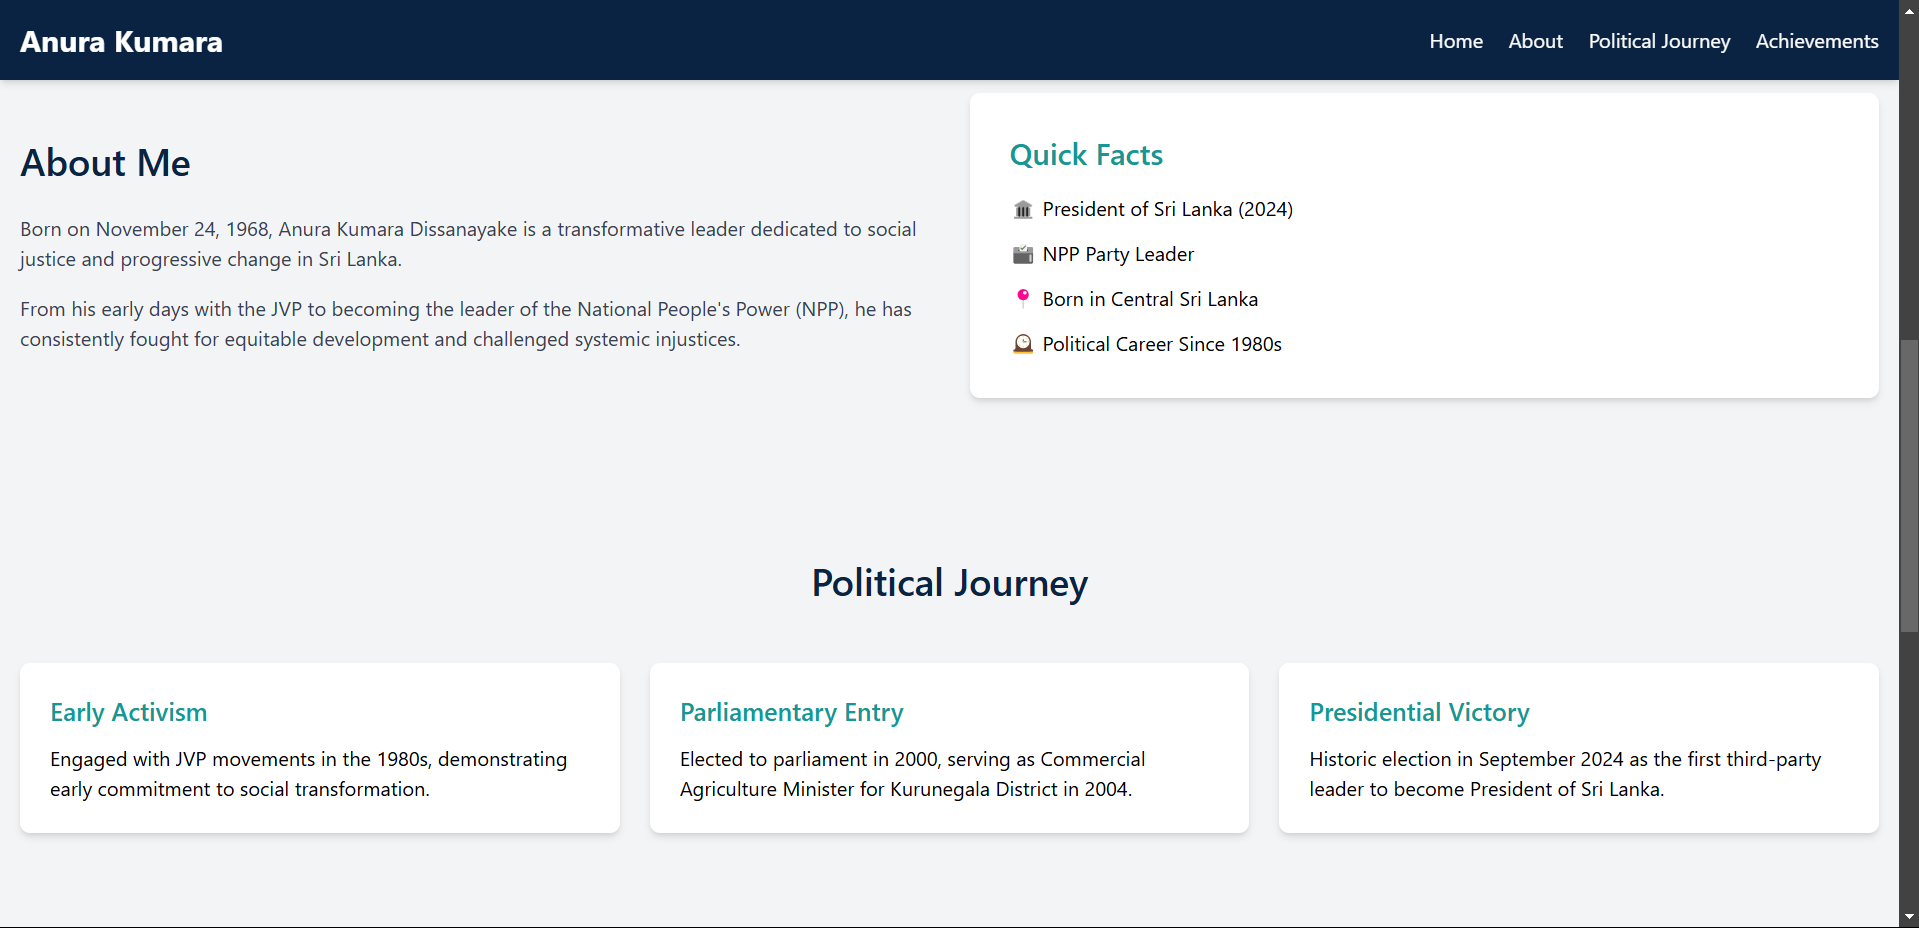 Anura Kumara
Home About Political Journey Achievements
About Me
Born on November 24, 1968, Anura Kumara Dissanayake is a transformative leader dedicated to social
justice and progressive change in Sri Lanka.
From his early days with the JVP to becoming the leader of the National People's Power (NPP), he has
consistently fought for equitable development and challenged systemic injustices.
Quick Facts
President of Sri Lanka (2024)
NPP Party Leader
Born in Central Sri Lanka
Political Career Since 1980s
Political Journey
Early Activism
Engaged with JVP movements in the 1980s, demonstrating
early commitment to social transformation.
Parliamentary Entry
Elected to parliament in 2000, serving as Commercial
Agriculture Minister for Kurunegala District in 2004.
Presidential Victory
Historic election in September 2024 as the first third-party
leader to become President of Sri Lanka.